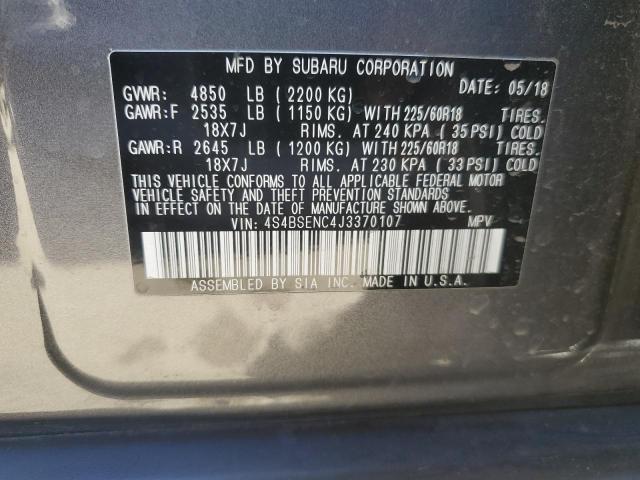 MFD BY SUBARU CORPORATION
GVWR: 4850 LB (2200 KG) DATE: 05/18
GAWR:F 2535 LB (1150 KG) WITH 225/60R18 TIRES.
18X7J RIMS. AT 240 KPA (35 PSI) COLD
GAWR:R 2645 LB (1200 KG) WITH 225/60R18 TIRES.
18X7J RIMS. AT 230 KPA (33 PSI) COLD
THIS VEHICLE CONFORMS TO ALL APPLICABLE FEDERAL MOTOR
VEHICLE SAFETY AND THEFT PREVENTION STANDARDS
IN EFFECT ON THE DATE OF MANUFACTURE SHOWN ABOVE.
VIN: 4S4BSENC4J3370107 MPV
ASSEMBLED BY SIA INC. MADE IN U.S.A.